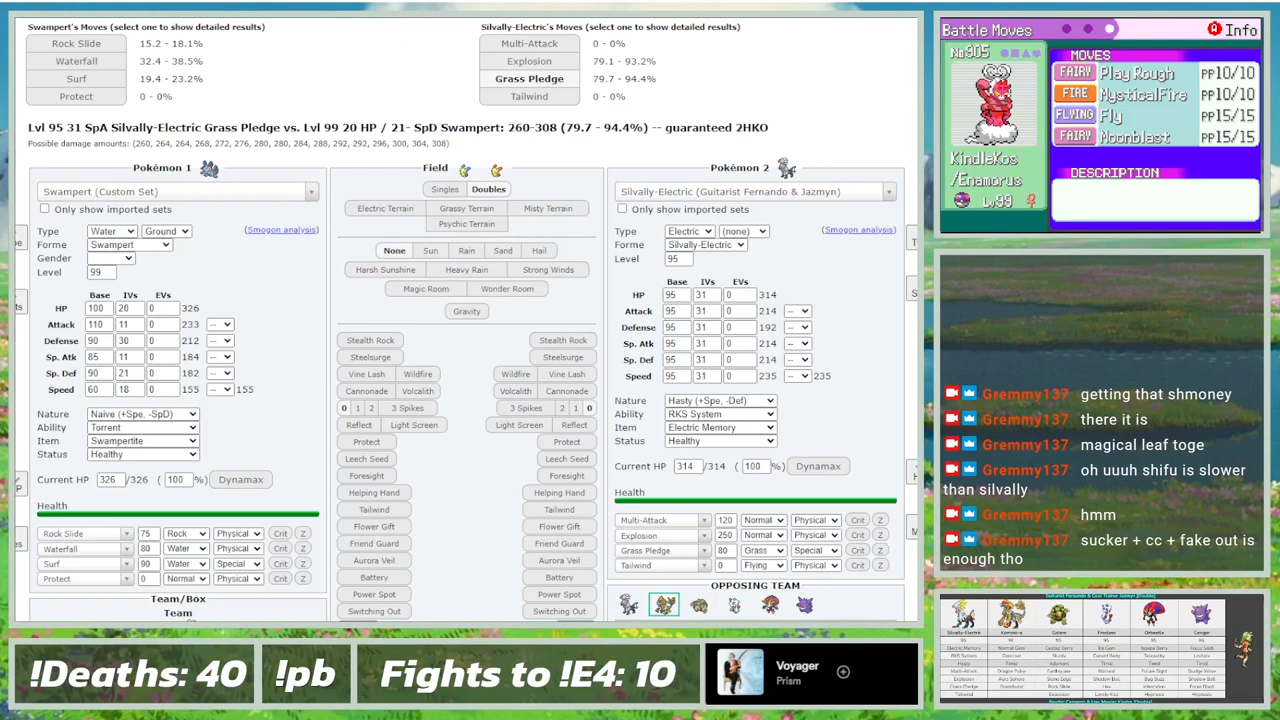 Swampert's Moves (select one to show detailed results)
Rock Slide 15.2 - 18.1%
Waterfall 32.4 - 38.5%
Surf 19.4 - 23.2%
Protect 0 - 0%
Silvally-Electric's Moves (select one to show detailed results)
Multi-Attack 0 - 0%
Explosion 79.1 - 93.2%
Grass Pledge 79.7 - 94.4%
Tailwind 0 - 0%
Lvl 95 31 SpA Silvally-Electric Grass Pledge vs. Lvl 99 20 HP / 21- SpD Swampert: 260-308 (79.7 - 94.4%) -- guaranteed 2HKO
Possible damage amounts: (260, 264, 264, 268, 272, 276, 280, 280, 284, 288, 292, 292, 296, 300, 304, 308)
Pokémon 1
Swampert (Custom Set)
Only show imported sets
Type Water Ground (Smogon analysis)
Forme Swampert
Gender
Level 99
Base IVs EVs
HP 100 20 0 326
Attack 110 11 0 233 --
Defense 90 30 0 212 --
Sp. Atk 85 11 0 184 --
Sp. Def 90 21 0 182 --
Speed 60 18 0 155 -- 155
Nature Naive (+Spe, -SpD)
Ability Torrent
Item Swampertite
Status Healthy
Current HP 326 /326 ( 100 %) Dynamax
Health
Rock Slide 75 Rock Physical Crit Z
Waterfall 80 Water Physical Crit Z
Surf 90 Water Special Crit Z
Protect 0 Normal Physical Crit Z
Team/Box
Team
Field
Singles Doubles
Electric Terrain Grassy Terrain Misty Terrain
Psychic Terrain
None Sun Rain Sand Hail
Harsh Sunshine Heavy Rain Strong Winds
Magic Room Wonder Room
Gravity
Stealth Rock Stealth Rock
Steelsurge Steelsurge
Vine Lash Wildfire Wildfire Vine Lash
Cannonade Volcalith Volcalith Cannonade
0 1 2 3 Spikes 3 Spikes 2 1 0
Reflect Light Screen Light Screen Reflect
Protect Protect
Leech Seed Leech Seed
Foresight Foresight
Helping Hand Helping Hand
Tailwind Tailwind
Flower Gift Flower Gift
Friend Guard Friend Guard
Aurora Veil Aurora Veil
Battery Battery
Power Spot Power Spot
Switching Out Switching Out
Pokémon 2
Silvally-Electric (Guitarist Fernando & Jazmyn)
Only show imported sets
Type Electric (none) (Smogon analysis)
Forme Silvally-Electric
Level 95
Base IVs EVs
HP 95 31 0 314
Attack 95 31 0 214 --
Defense 95 31 0 192 --
Sp. Atk 95 31 0 214 --
Sp. Def 95 31 0 214 --
Speed 95 31 0 235 -- 235
Nature Hasty (+Spe, -Def)
Ability RKS System
Item Electric Memory
Status Healthy
Current HP 314 /314 ( 100 %) Dynamax
Health
Multi-Attack 120 Normal Physical Crit Z
Explosion 250 Normal Physical Crit Z
Grass Pledge 80 Grass Special Crit Z
Tailwind 0 Flying Physical Crit Z
OPPOSING TEAM
Battle Moves Info
No905
KindleKos
/Enamorus
Lv99
MOVES
FAIRY Play Rough PP10/10
FIRE MysticalFire PP10/10
FLYING Fly PP15/15
FAIRY Moonblast PP15/15
DESCRIPTION
Gremmy137 getting that shmoney
Gremmy137 there it is
Gremmy137 magical leaf toge
Gremmy137 oh uuuh shifu is slower
than silvally
Gremmy137 hmm
Gremmy137 sucker + cc + fake out is
enough tho
Guitarist Fernando & Cool Trainer Jazmyn [Double]
Silvally-Electric Kommo-o Golem Froslass Orbeetle Gengar
!Deaths: 40
Prism
Voyager